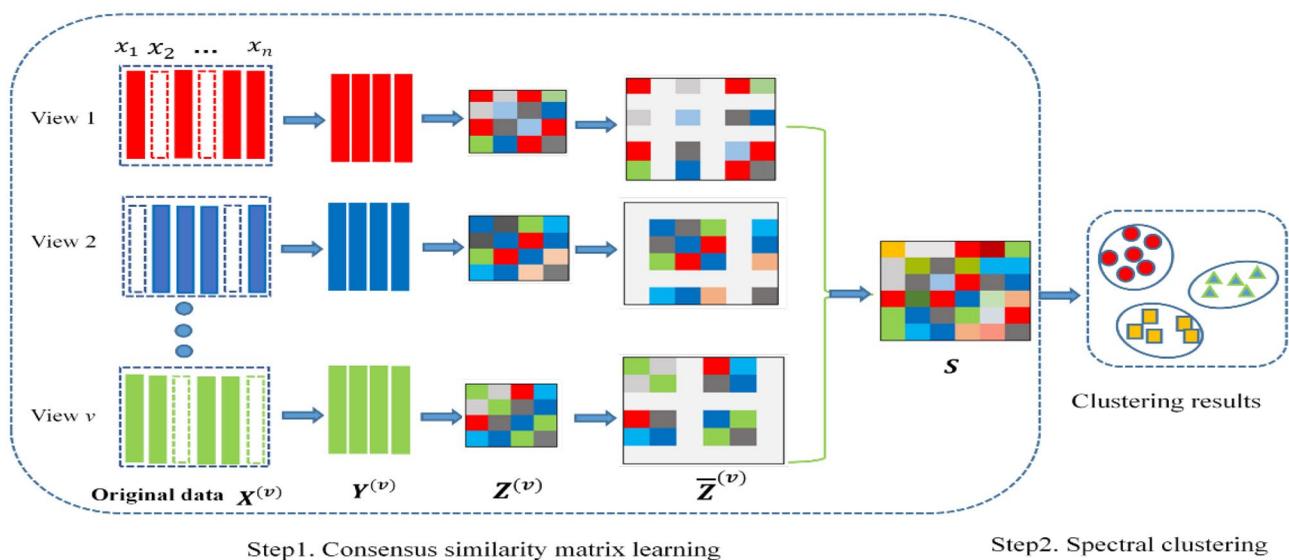 x₁ x₂ ... xₙ
View 1
View 2
View v
Original data X⁽ᵛ⁾
Y⁽ᵛ⁾
Z⁽ᵛ⁾
Z̅⁽ᵛ⁾
S
Clustering results
Step1. Consensus similarity matrix learning
Step2. Spectral clustering